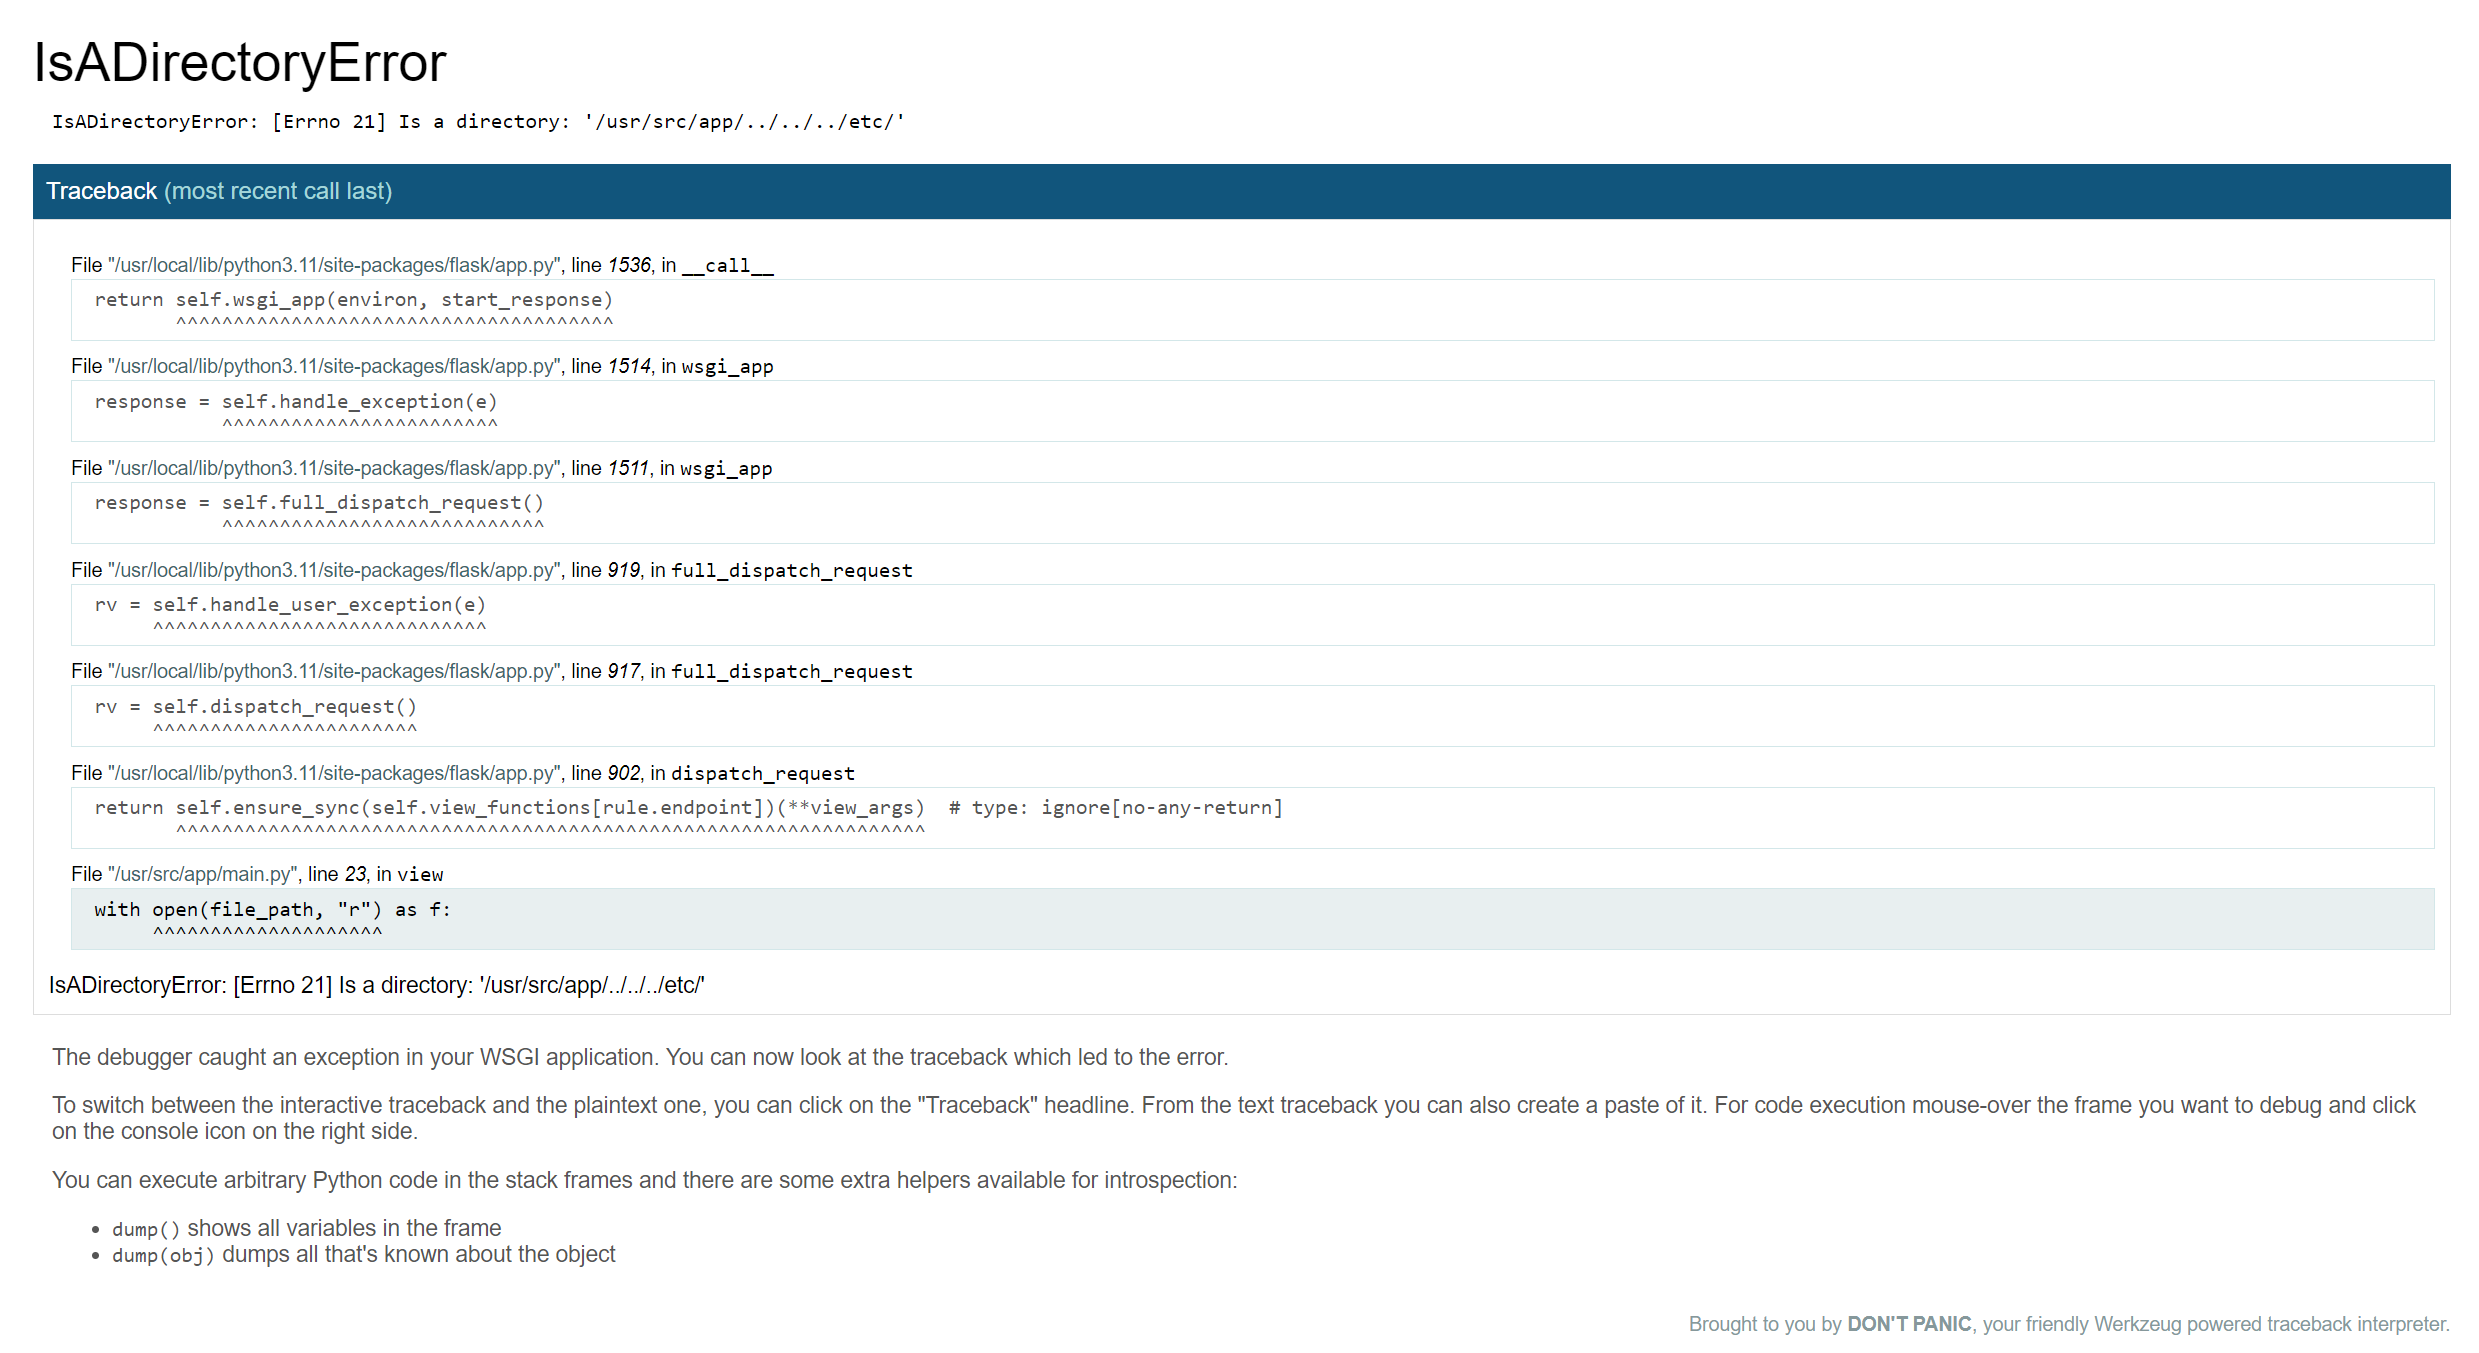 IsADirectoryError
IsADirectoryError: [Errno 21] Is a directory: '/usr/src/app/../../../etc/'
Traceback (most recent call last)
File "/usr/local/lib/python3.11/site-packages/flask/app.py", line 1536, in __call__
return self.wsgi_app(environ, start_response)
^^^^^^^^^^^^^^^^^^^^^^^^^^^^^^^^^^^^^^
File "/usr/local/lib/python3.11/site-packages/flask/app.py", line 1514, in wsgi_app
response = self.handle_exception(e)
^^^^^^^^^^^^^^^^^^^^^^^^
File "/usr/local/lib/python3.11/site-packages/flask/app.py", line 1511, in wsgi_app
response = self.full_dispatch_request()
^^^^^^^^^^^^^^^^^^^^^^^^^^^^
File "/usr/local/lib/python3.11/site-packages/flask/app.py", line 919, in full_dispatch_request
rv = self.handle_user_exception(e)
^^^^^^^^^^^^^^^^^^^^^^^^^^^^^
File "/usr/local/lib/python3.11/site-packages/flask/app.py", line 917, in full_dispatch_request
rv = self.dispatch_request()
^^^^^^^^^^^^^^^^^^^^^^^
File "/usr/local/lib/python3.11/site-packages/flask/app.py", line 902, in dispatch_request
return self.ensure_sync(self.view_functions[rule.endpoint])(**view_args)  # type: ignore[no-any-return]
^^^^^^^^^^^^^^^^^^^^^^^^^^^^^^^^^^^^^^^^^^^^^^^^^^^^^^^^^^^^^^^^^
File "/usr/src/app/main.py", line 23, in view
with open(file_path, "r") as f:
^^^^^^^^^^^^^^^^^^^^
IsADirectoryError: [Errno 21] Is a directory: '/usr/src/app/../../../etc/'
The debugger caught an exception in your WSGI application. You can now look at the traceback which led to the error.
To switch between the interactive traceback and the plaintext one, you can click on the "Traceback" headline. From the text traceback you can also create a paste of it. For code execution mouse-over the frame you want to debug and click
on the console icon on the right side.
You can execute arbitrary Python code in the stack frames and there are some extra helpers available for introspection:
• dump() shows all variables in the frame
• dump(obj) dumps all that's known about the object
Brought to you by DON'T PANIC, your friendly Werkzeug powered traceback interpreter.